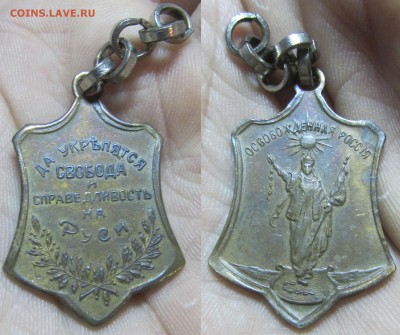 COINS.LAVE.RU
ДА УКРѢПЯТСЯ
СВОБОДА
И
СПРАВЕДЛИВОСТЬ
НА
РУСИ
ОСВОБОЖДЕННАЯ РОССІЯ